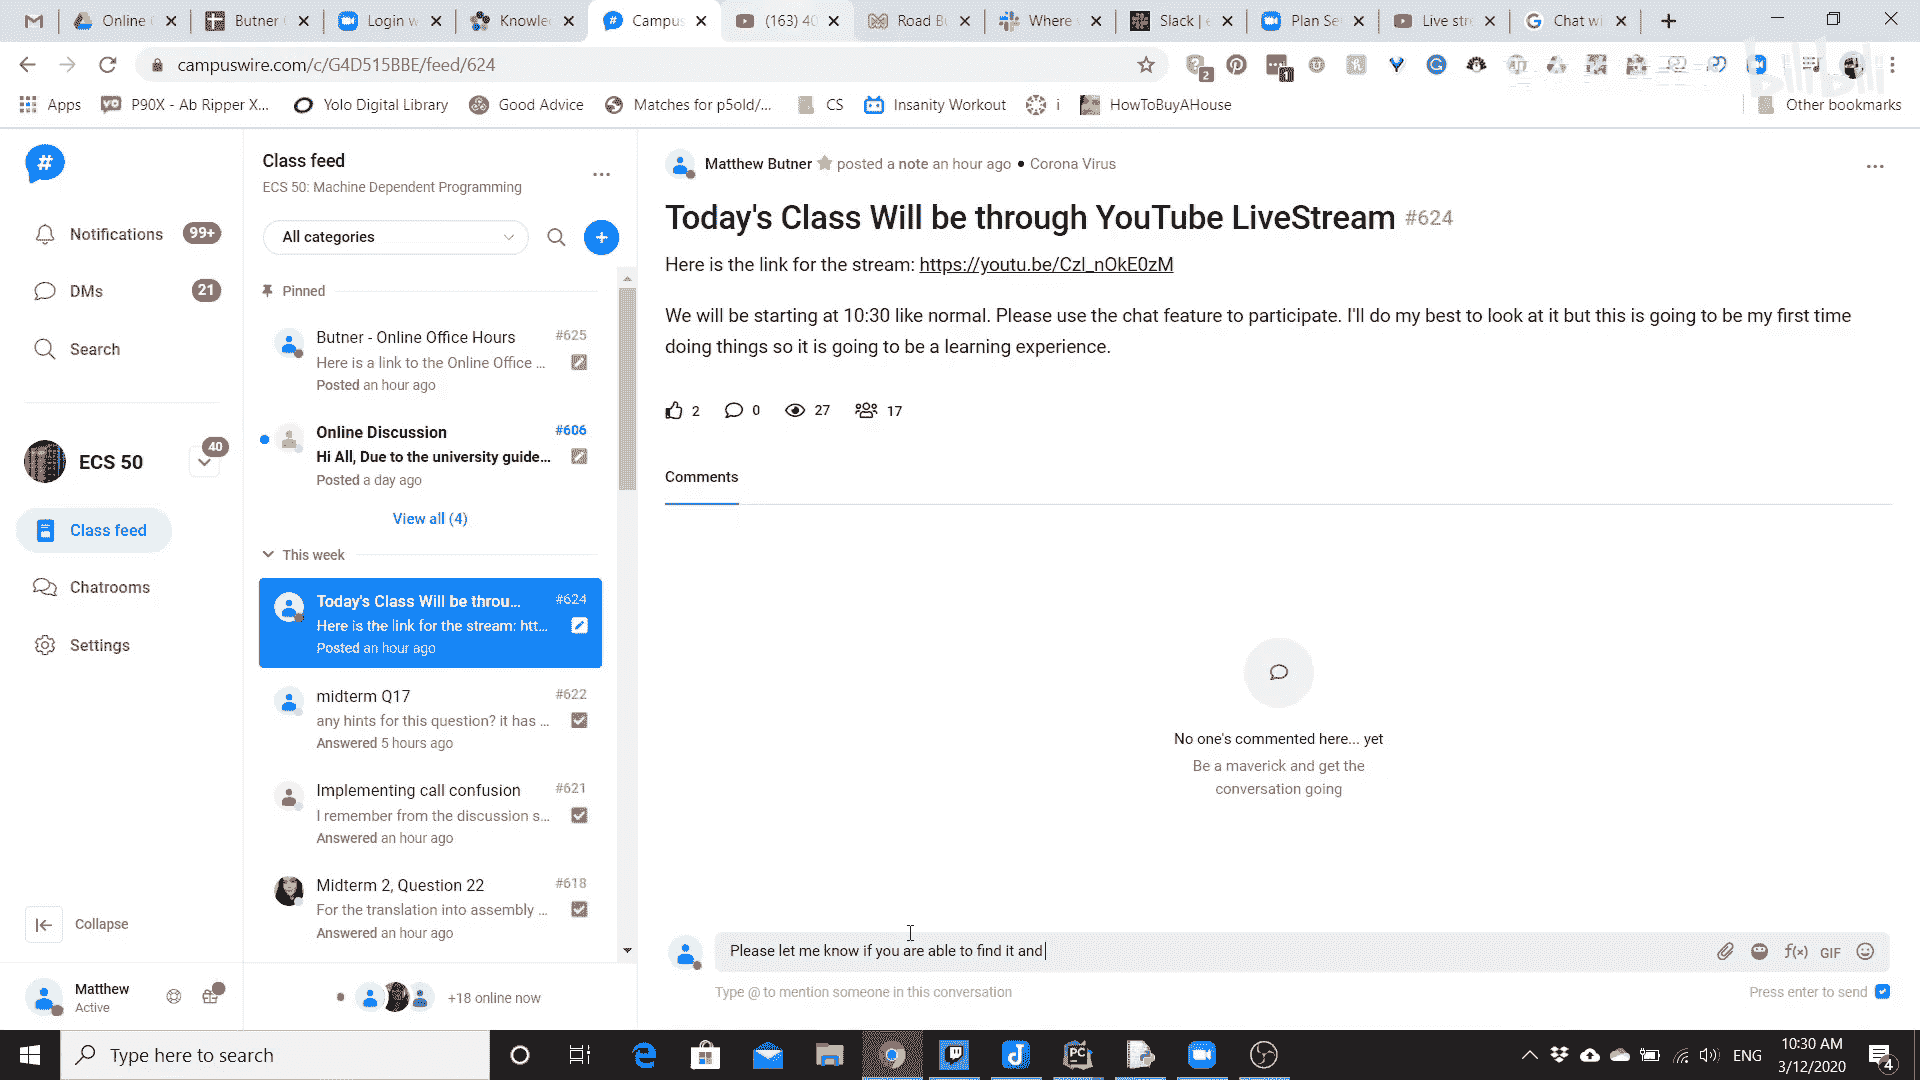 Online
Butner
Login w
Knowle
Campus
(163) 40
Road B
Where
Slack |
Plan Se
Live str
Chat wi
campuswire.com/c/G4D515BBE/feed/624
2
1
Apps
P90X - Ab Ripper X...
Yolo Digital Library
Good Advice
Matches for p5old/...
CS
Insanity Workout
i
HowToBuyAHouse
Other bookmarks
bilibili
#
Notifications
99+
DMs
21
Search
ECS 50
40
Class feed
Chatrooms
Settings
Collapse
Matthew
Active
Class feed
ECS 50: Machine Dependent Programming
All categories
Pinned
Butner - Online Office Hours
#625
Here is a link to the Online Office ...
Posted an hour ago
Online Discussion
#606
Hi All, Due to the university guide...
Posted a day ago
View all (4)
This week
Today's Class Will be throu...
#624
Here is the link for the stream: htt...
Posted an hour ago
midterm Q17
#622
any hints for this question? it has ...
Answered 5 hours ago
Implementing call confusion
#621
I remember from the discussion s...
Answered an hour ago
Midterm 2, Question 22
#618
For the translation into assembly ...
Answered an hour ago
+18 online now
Matthew Butner posted a note an hour ago • Corona Virus
Today's Class Will be through YouTube LiveStream #624
Here is the link for the stream: https://youtu.be/Czl_nOkE0zM
We will be starting at 10:30 like normal. Please use the chat feature to participate. I'll do my best to look at it but this is going to be my first time
doing things so it is going to be a learning experience.
2
0
27
17
Comments
No one's commented here... yet
Be a maverick and get the
conversation going
Please let me know if you are able to find it and
f(x)
GIF
Type @ to mention someone in this conversation
Press enter to send
Type here to search
PC
ENG
10:30 AM
3/12/2020
4